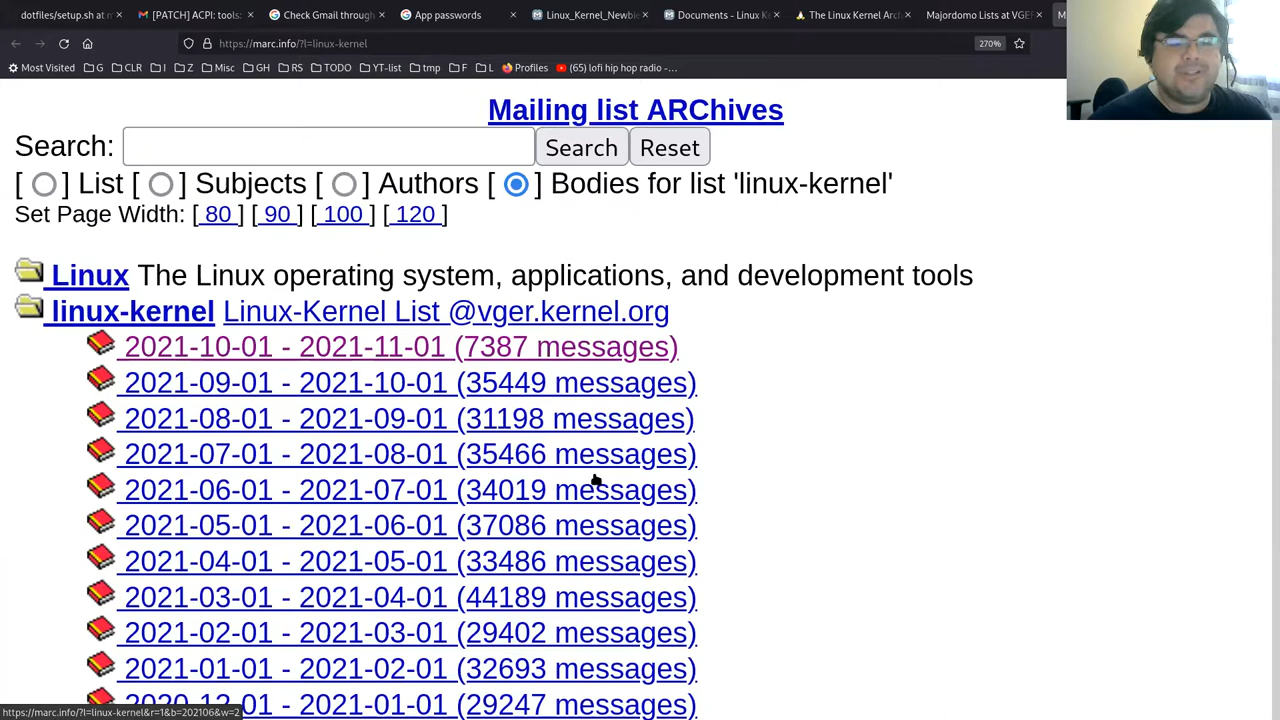 dotfiles/setup.sh at m
[PATCH] ACPI: tools:
Check Gmail through
App passwords
Linux_Kernel_Newbie
Documents - Linux Ke
The Linux Kernel Arc
Majordomo Lists at VGE
https://marc.info/?l=linux-kernel
270%
Most Visited G CLR I Z Misc GH RS TODO YT-list tmp F L Profiles (65) lofi hip hop radio -…
Mailing list ARChives
Search: Search Reset
[ ] List [ ] Subjects [ ] Authors [ ] Bodies for list 'linux-kernel'
Set Page Width: [ 80 ] [ 90 ] [ 100 ] [ 120 ]
Linux The Linux operating system, applications, and development tools
linux-kernel Linux-Kernel List @vger.kernel.org
2021-10-01 - 2021-11-01 (7387 messages)
2021-09-01 - 2021-10-01 (35449 messages)
2021-08-01 - 2021-09-01 (31198 messages)
2021-07-01 - 2021-08-01 (35466 messages)
2021-06-01 - 2021-07-01 (34019 messages)
2021-05-01 - 2021-06-01 (37086 messages)
2021-04-01 - 2021-05-01 (33486 messages)
2021-03-01 - 2021-04-01 (44189 messages)
2021-02-01 - 2021-03-01 (29402 messages)
2021-01-01 - 2021-02-01 (32693 messages)
2020-12-01 - 2021-01-01 (29247 messages)
https://marc.info/?l=linux-kernel&r=1&b=202106&w=2